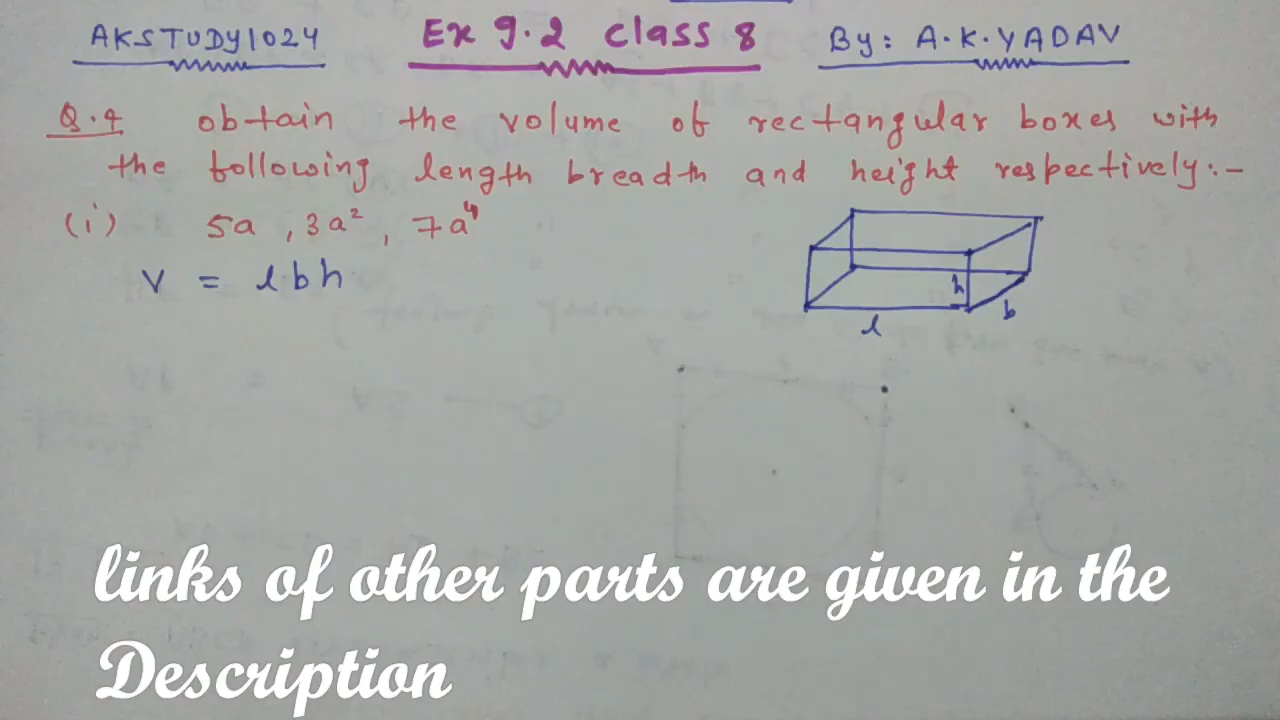 AKSTUDY1024 Ex 9.2 class 8 By: A.K.YADAV
Q.4 obtain the volume of rectangular boxes with
the following length breadth and height respectively:-
(i) 5a , 3a², 7a⁴
V = lbh
h
b
l
links of other parts are given in the
Description